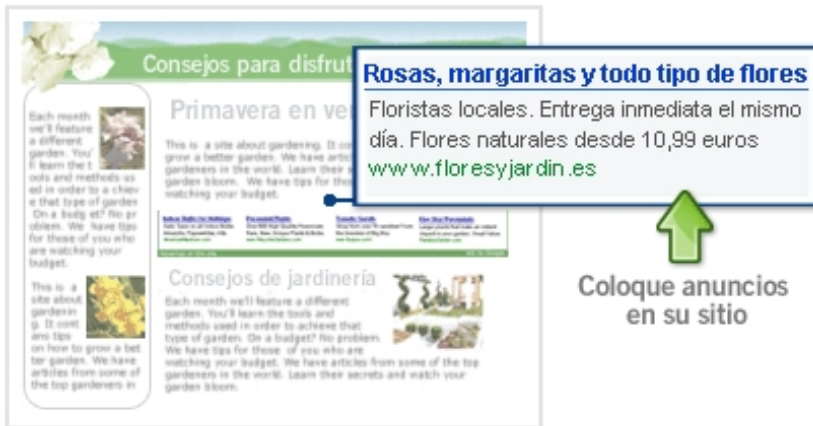 Consejos para disfrut
Rosas, margaritas y todo tipo de flores
Floristas locales. Entrega inmediata el mismo
día. Flores naturales desde 10,99 euros
www.floresyjardin.es
Coloque anuncios
en su sitio
Each month
we'll feature
a different
garden. You'
ll learn the t
ools and methods us
ed in order to a chiev
e that type of garden
On a budg et? No pr
oblem. We have tips
for those of you who
are watching your
budget.
This is a
site about
gardenin
g. It cont
ans tips
on how to grow a bet
ter garden. We have
articles from some of
the top gardeners in
Primavera en ver
This is a site about gardening. It co
grow a better garden. We have artic
gardeners in the world. Learn their s
garden bloom. We have tips for tho
watching your budget.
Consejos de jardinería
Each month we'll feature a different
garden. You'll learn the tools and
methods used in order to achieve that
type of garden. On a budget? No problem.
We have tips for those of you who are
watching your budget. We have articles from some of the top
gardeners in the world. Learn their secrets and watch your
garden bloom.